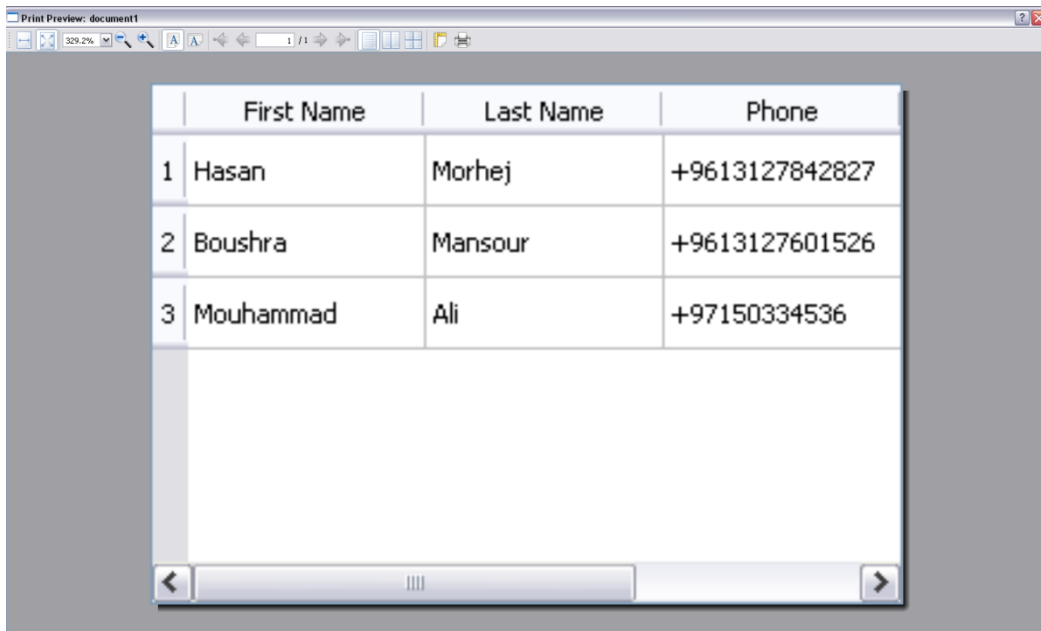 Print Preview: document1
329.2% 1 /1
First Name Last Name Phone
1 Hasan Morhej +9613127842827
2 Boushra Mansour +9613127601526
3 Mouhammad Ali +97150334536